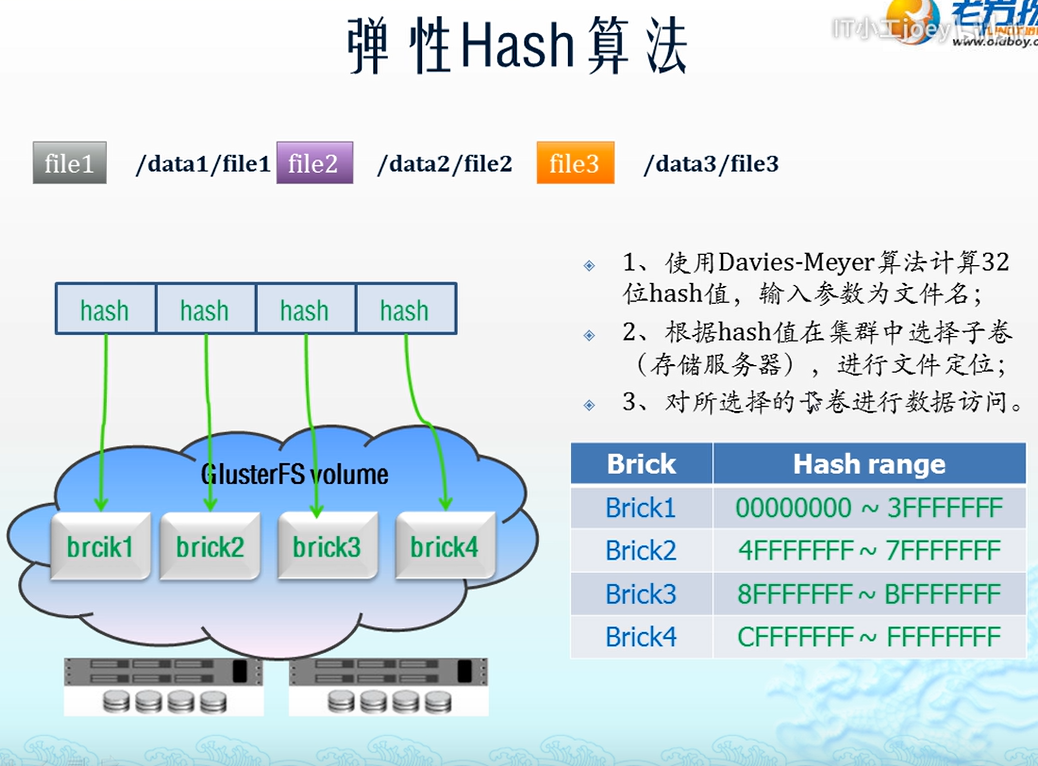 弹性Hash算法
IT小工joey
www.oldboy.co
file1 /data1/file1 file2 /data2/file2 file3 /data3/file3
hash hash hash hash
GlusterFS volume
brcik1 brick2 brick3 brick4
1、使用Davies-Meyer算法计算32
位hash值，输入参数为文件名；
2、根据hash值在集群中选择子卷
（存储服务器），进行文件定位；
3、对所选择的子卷进行数据访问。
Brick Hash range
Brick1 00000000 ~ 3FFFFFFF
Brick2 4FFFFFFF ~ 7FFFFFFF
Brick3 8FFFFFFF ~ BFFFFFFF
Brick4 CFFFFFFF ~ FFFFFFFF